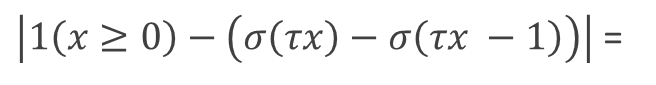 |1(x ≥ 0) − (σ(τx) − σ(τx − 1))| =